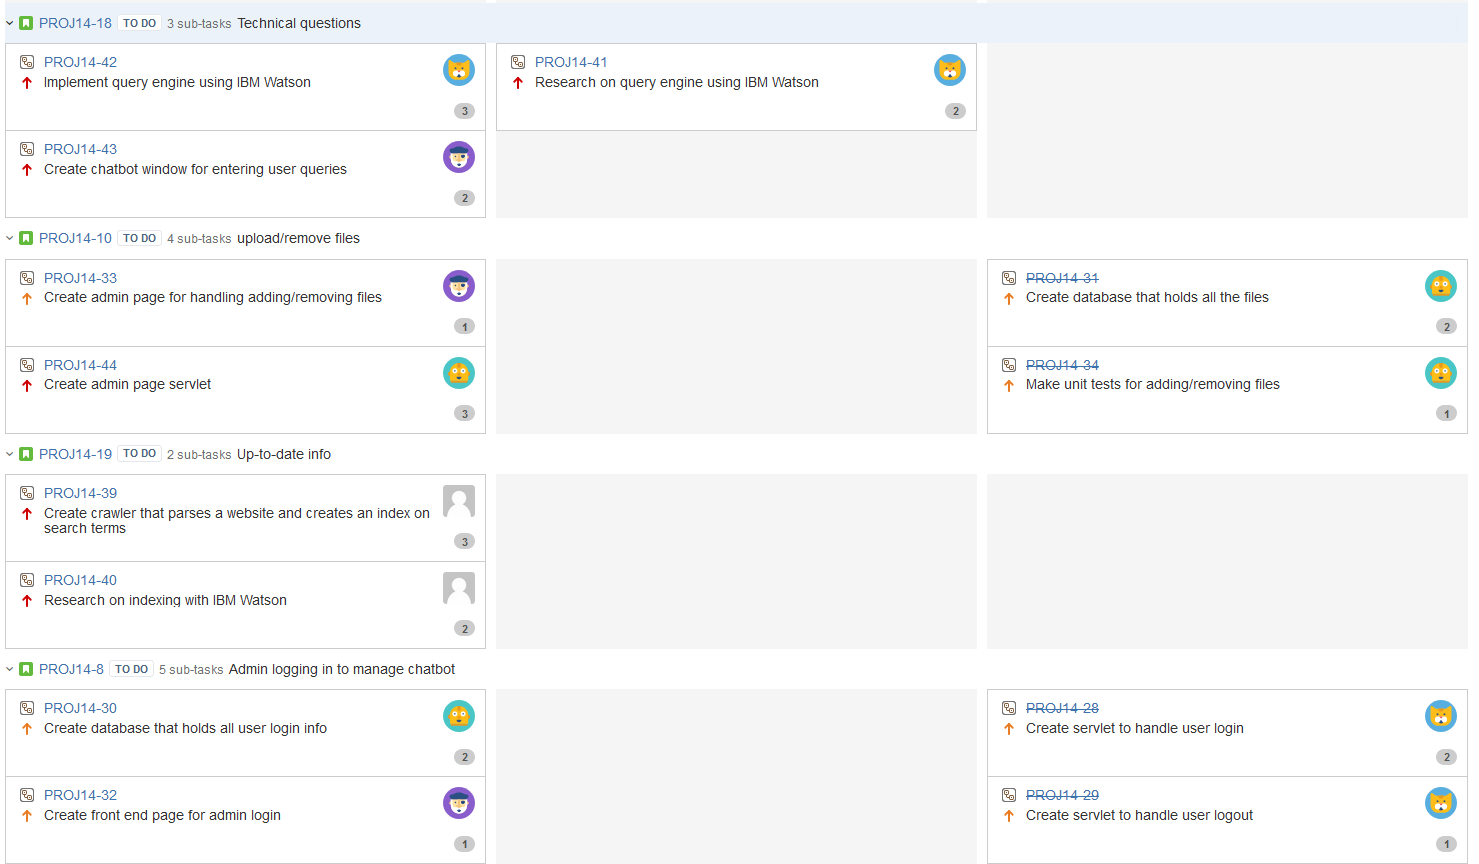 PROJ14-18 TO DO 3 sub-tasks Technical questions
PROJ14-42
Implement query engine using IBM Watson
3
PROJ14-41
Research on query engine using IBM Watson
2
PROJ14-43
Create chatbot window for entering user queries
2
PROJ14-10 TO DO 4 sub-tasks upload/remove files
PROJ14-33
Create admin page for handling adding/removing files
1
PROJ14-31
Create database that holds all the files
2
PROJ14-44
Create admin page servlet
3
PROJ14-34
Make unit tests for adding/removing files
1
PROJ14-19 TO DO 2 sub-tasks Up-to-date info
PROJ14-39
Create crawler that parses a website and creates an index on
search terms
3
PROJ14-40
Research on indexing with IBM Watson
2
PROJ14-8 TO DO 5 sub-tasks Admin logging in to manage chatbot
PROJ14-30
Create database that holds all user login info
2
PROJ14-28
Create servlet to handle user login
2
PROJ14-32
Create front end page for admin login
1
PROJ14-29
Create servlet to handle user logout
1